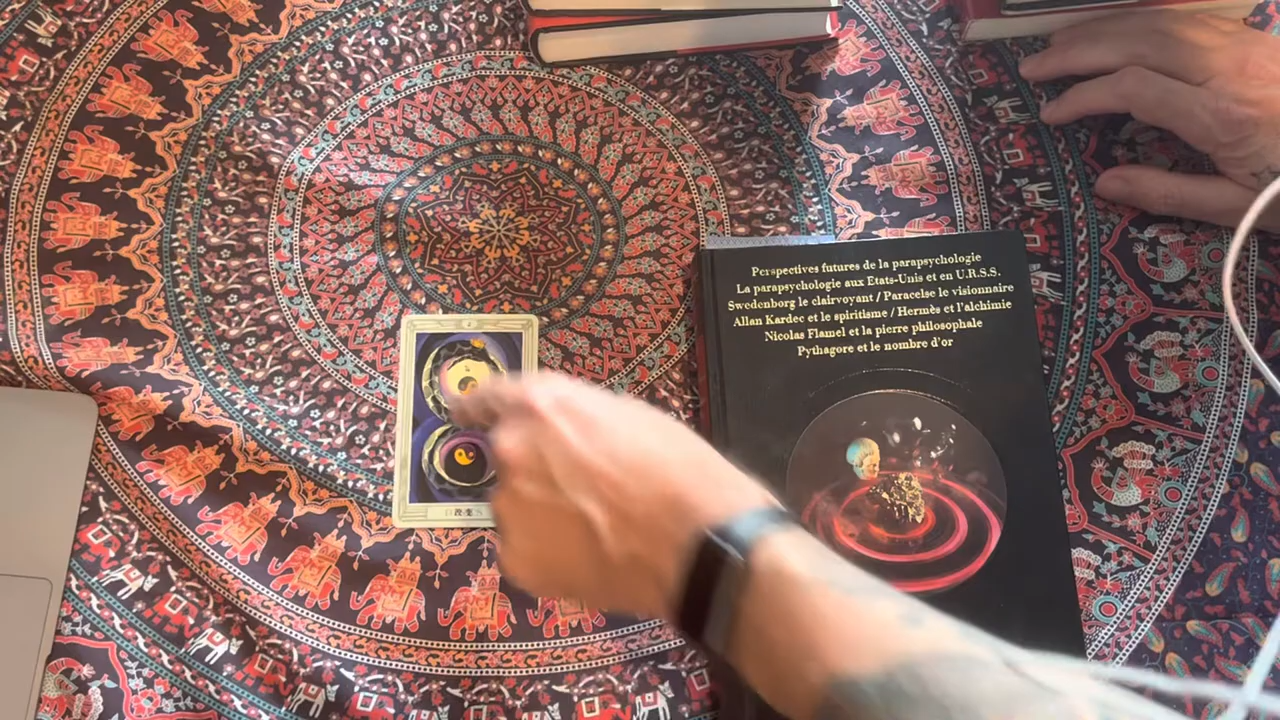 Perspectives futures de la parapsychologie
La parapsychologie aux Etats-Unis et en U.R.S.S.
Swedenborg le clairvoyant / Paracelse le visionnaire
Allan Kardec et le spiritisme / Hermès et l'alchimie
Nicolas Flamel et la pierre philosophale
Pythagore et le nombre d'or